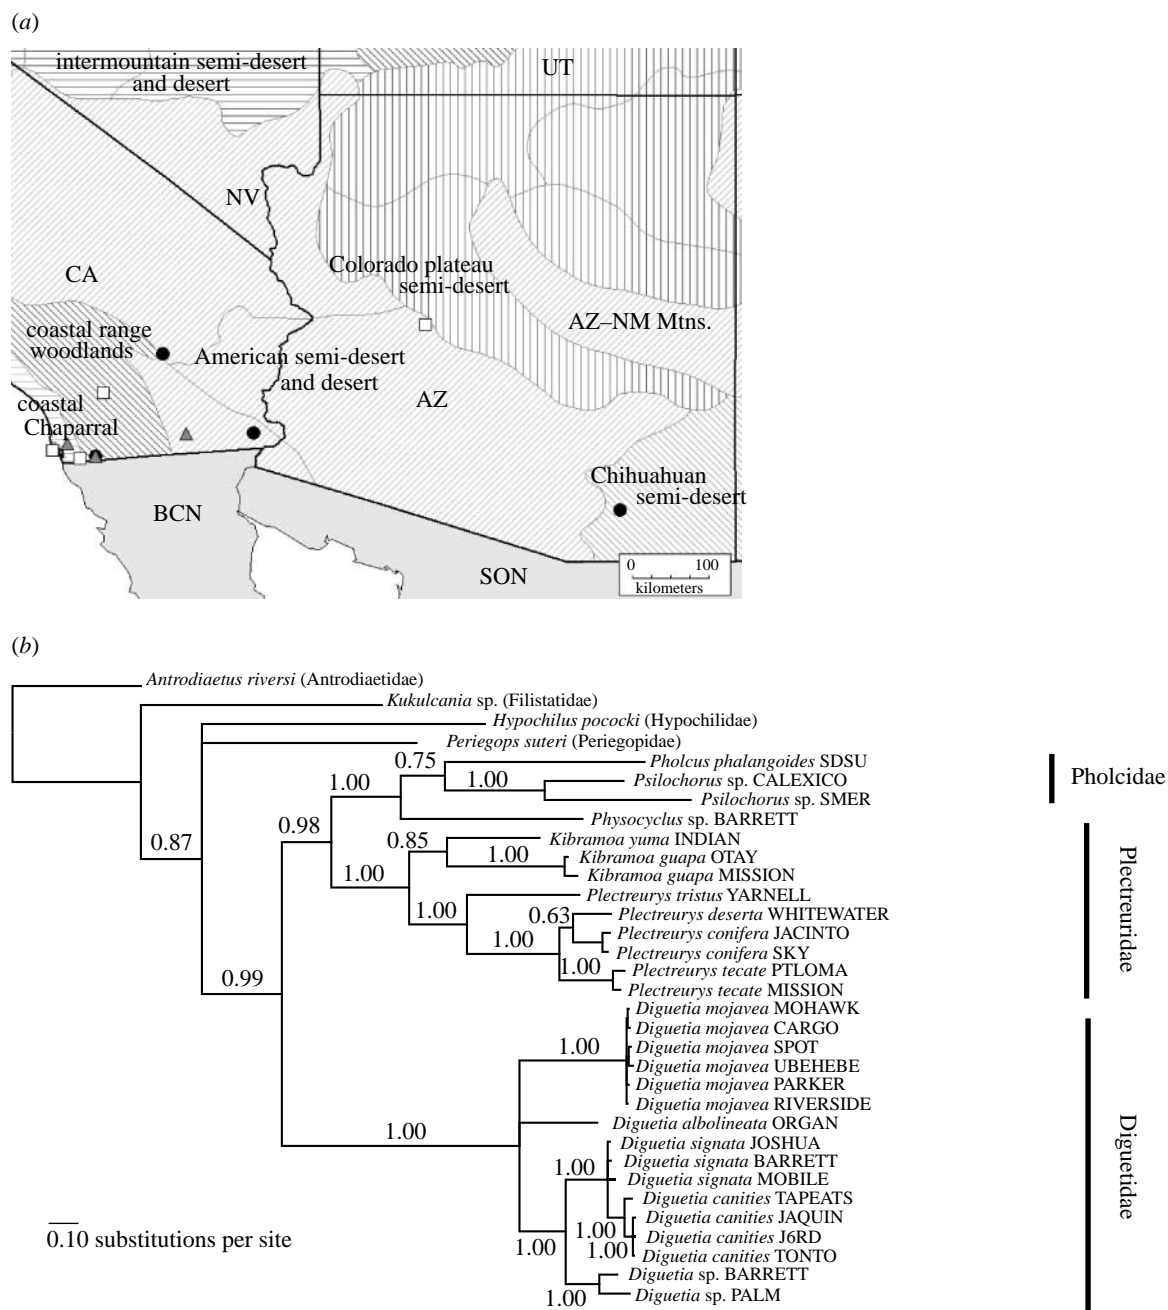 (a)
intermountain semi-desert
and desert
UT
NV
CA
Colorado plateau
semi-desert
AZ–NM Mtns.
coastal range
woodlands
American semi-desert
and desert
AZ
coastal
Chaparral
Chihuahuan
semi-desert
BCN
SON
0 100
kilometers
(b)
Antrodiaetus riversi (Antrodiaetidae)
Kukulcania sp. (Filistatidae)
Hypochilus pococki (Hypochilidae)
Periegops suteri (Periegopidae)
0.75
Pholcus phalangoides SDSU
1.00
1.00
Psilochorus sp. CALEXICO
Pholcidae
Psilochorus sp. SMER
0.98
Physocyclus sp. BARRETT
0.87
0.85
Kibramoa yuma INDIAN
1.00
Kibramoa guapa OTAY
1.00
Kibramoa guapa MISSION
Plectreurys tristus YARNELL
1.00
0.63
Plectreurys deserta WHITEWATER
Plectreuridae
1.00
Plectreurys conifera JACINTO
Plectreurys conifera SKY
1.00
Plectreurys tecate PTLOMA
0.99
Plectreurys tecate MISSION
Diguetia mojavea MOHAWK
Diguetia mojavea CARGO
1.00
Diguetia mojavea SPOT
Diguetia mojavea UBEHEBE
Diguetia mojavea PARKER
Diguetia mojavea RIVERSIDE
1.00
Diguetia albolineata ORGAN
Diguetidae
Diguetia signata JOSHUA
1.00
Diguetia signata BARRETT
Diguetia signata MOBILE
Diguetia canities TAPEATS
Diguetia canities JAQUIN
1.00
Diguetia canities J6RD
1.00
1.00
Diguetia canities TONTO
Diguetia sp. BARRETT
1.00
Diguetia sp. PALM
0.10 substitutions per site